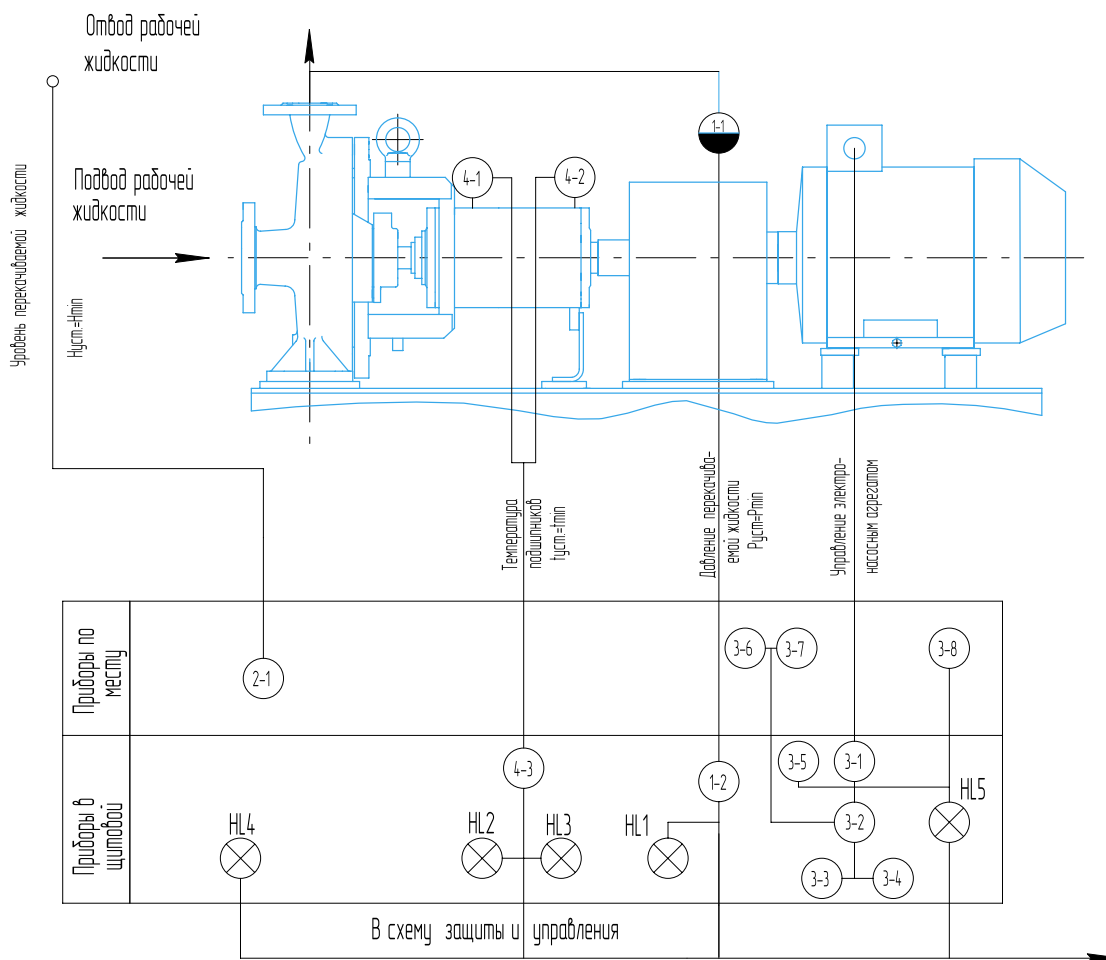 Отвод рабочей
жидкости
Подвод рабочей
жидкости
Уровень перекачиваемой жидкости
Нуст.=Hmin
1-1
4-1
4-2
Температура
подшипников
tуст.=tmin
Давление перекачива-
емой жидкости
Pуст=Pmin
Управление электро-
насосным агрегатом
Приборы по
месту
2-1
3-6
3-7
3-8
Приборы в
щитовой
HL4
4-3
HL2
HL3
HL1
1-2
3-5
3-1
3-2
3-3
3-4
HL5
В схему защиты и управления